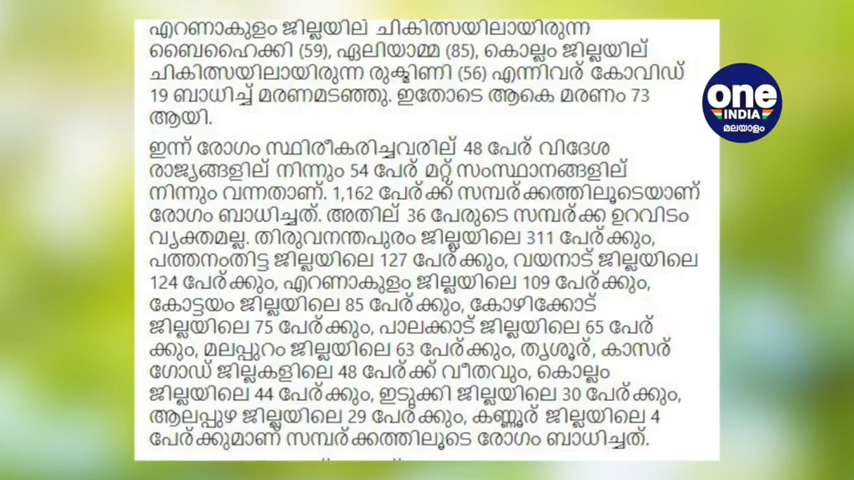 എറണാകുളം ജില്ലയില് ചികിത്സയിലായിരുന്ന
ബൈഹൈക്കി (59), ഏലിയാമ്മ (85), കൊല്ലം ജില്ലയില്
ചികിത്സയിലായിരുന്ന രുക്മിണി (56) എന്നിവര് കോവിഡ്
19 ബാധിച്ച് മരണമടഞ്ഞു. ഇതോടെ ആകെ മരണം 73
ആയി.
ഇന്ന് രോഗം സ്ഥിരീകരിച്ചവരില് 48 പേര് വിദേശ
രാജ്യങ്ങളില് നിന്നും 54 പേര് മറ്റ് സംസ്ഥാനങ്ങളില്
നിന്നും വന്നതാണ്. 1,162 പേര്ക്ക് സമ്പര്ക്കത്തിലൂടെയാണ്
രോഗം ബാധിച്ചത്. അതില് 36 പേരുടെ സമ്പര്ക്ക ഉറവിടം
വ്യക്തമല്ല. തിരുവനന്തപുരം ജില്ലയിലെ 311 പേര്ക്കും,
പത്തനംതിട്ട ജില്ലയിലെ 127 പേര്ക്കും, വയനാട് ജില്ലയിലെ
124 പേര്ക്കും, എറണാകുളം ജില്ലയിലെ 109 പേര്ക്കും,
കോട്ടയം ജില്ലയിലെ 85 പേര്ക്കും, കോഴിക്കോട്
ജില്ലയിലെ 75 പേര്ക്കും, പാലക്കാട് ജില്ലയിലെ 65 പേര്
ക്കും, മലപ്പുറം ജില്ലയിലെ 63 പേര്ക്കും, തൃശൂര്, കാസര്
ഗോഡ് ജില്ലകളിലെ 48 പേര്ക്ക് വീതവും, കൊല്ലം
ജില്ലയിലെ 44 പേര്ക്കും, ഇടുക്കി ജില്ലയിലെ 30 പേര്ക്കും,
ആലപ്പുഴ ജില്ലയിലെ 29 പേര്ക്കും, കണ്ണൂര് ജില്ലയിലെ 4
പേര്ക്കുമാണ് സമ്പര്ക്കത്തിലൂടെ രോഗം ബാധിച്ചത്.
one
INDIA
മലയാളം